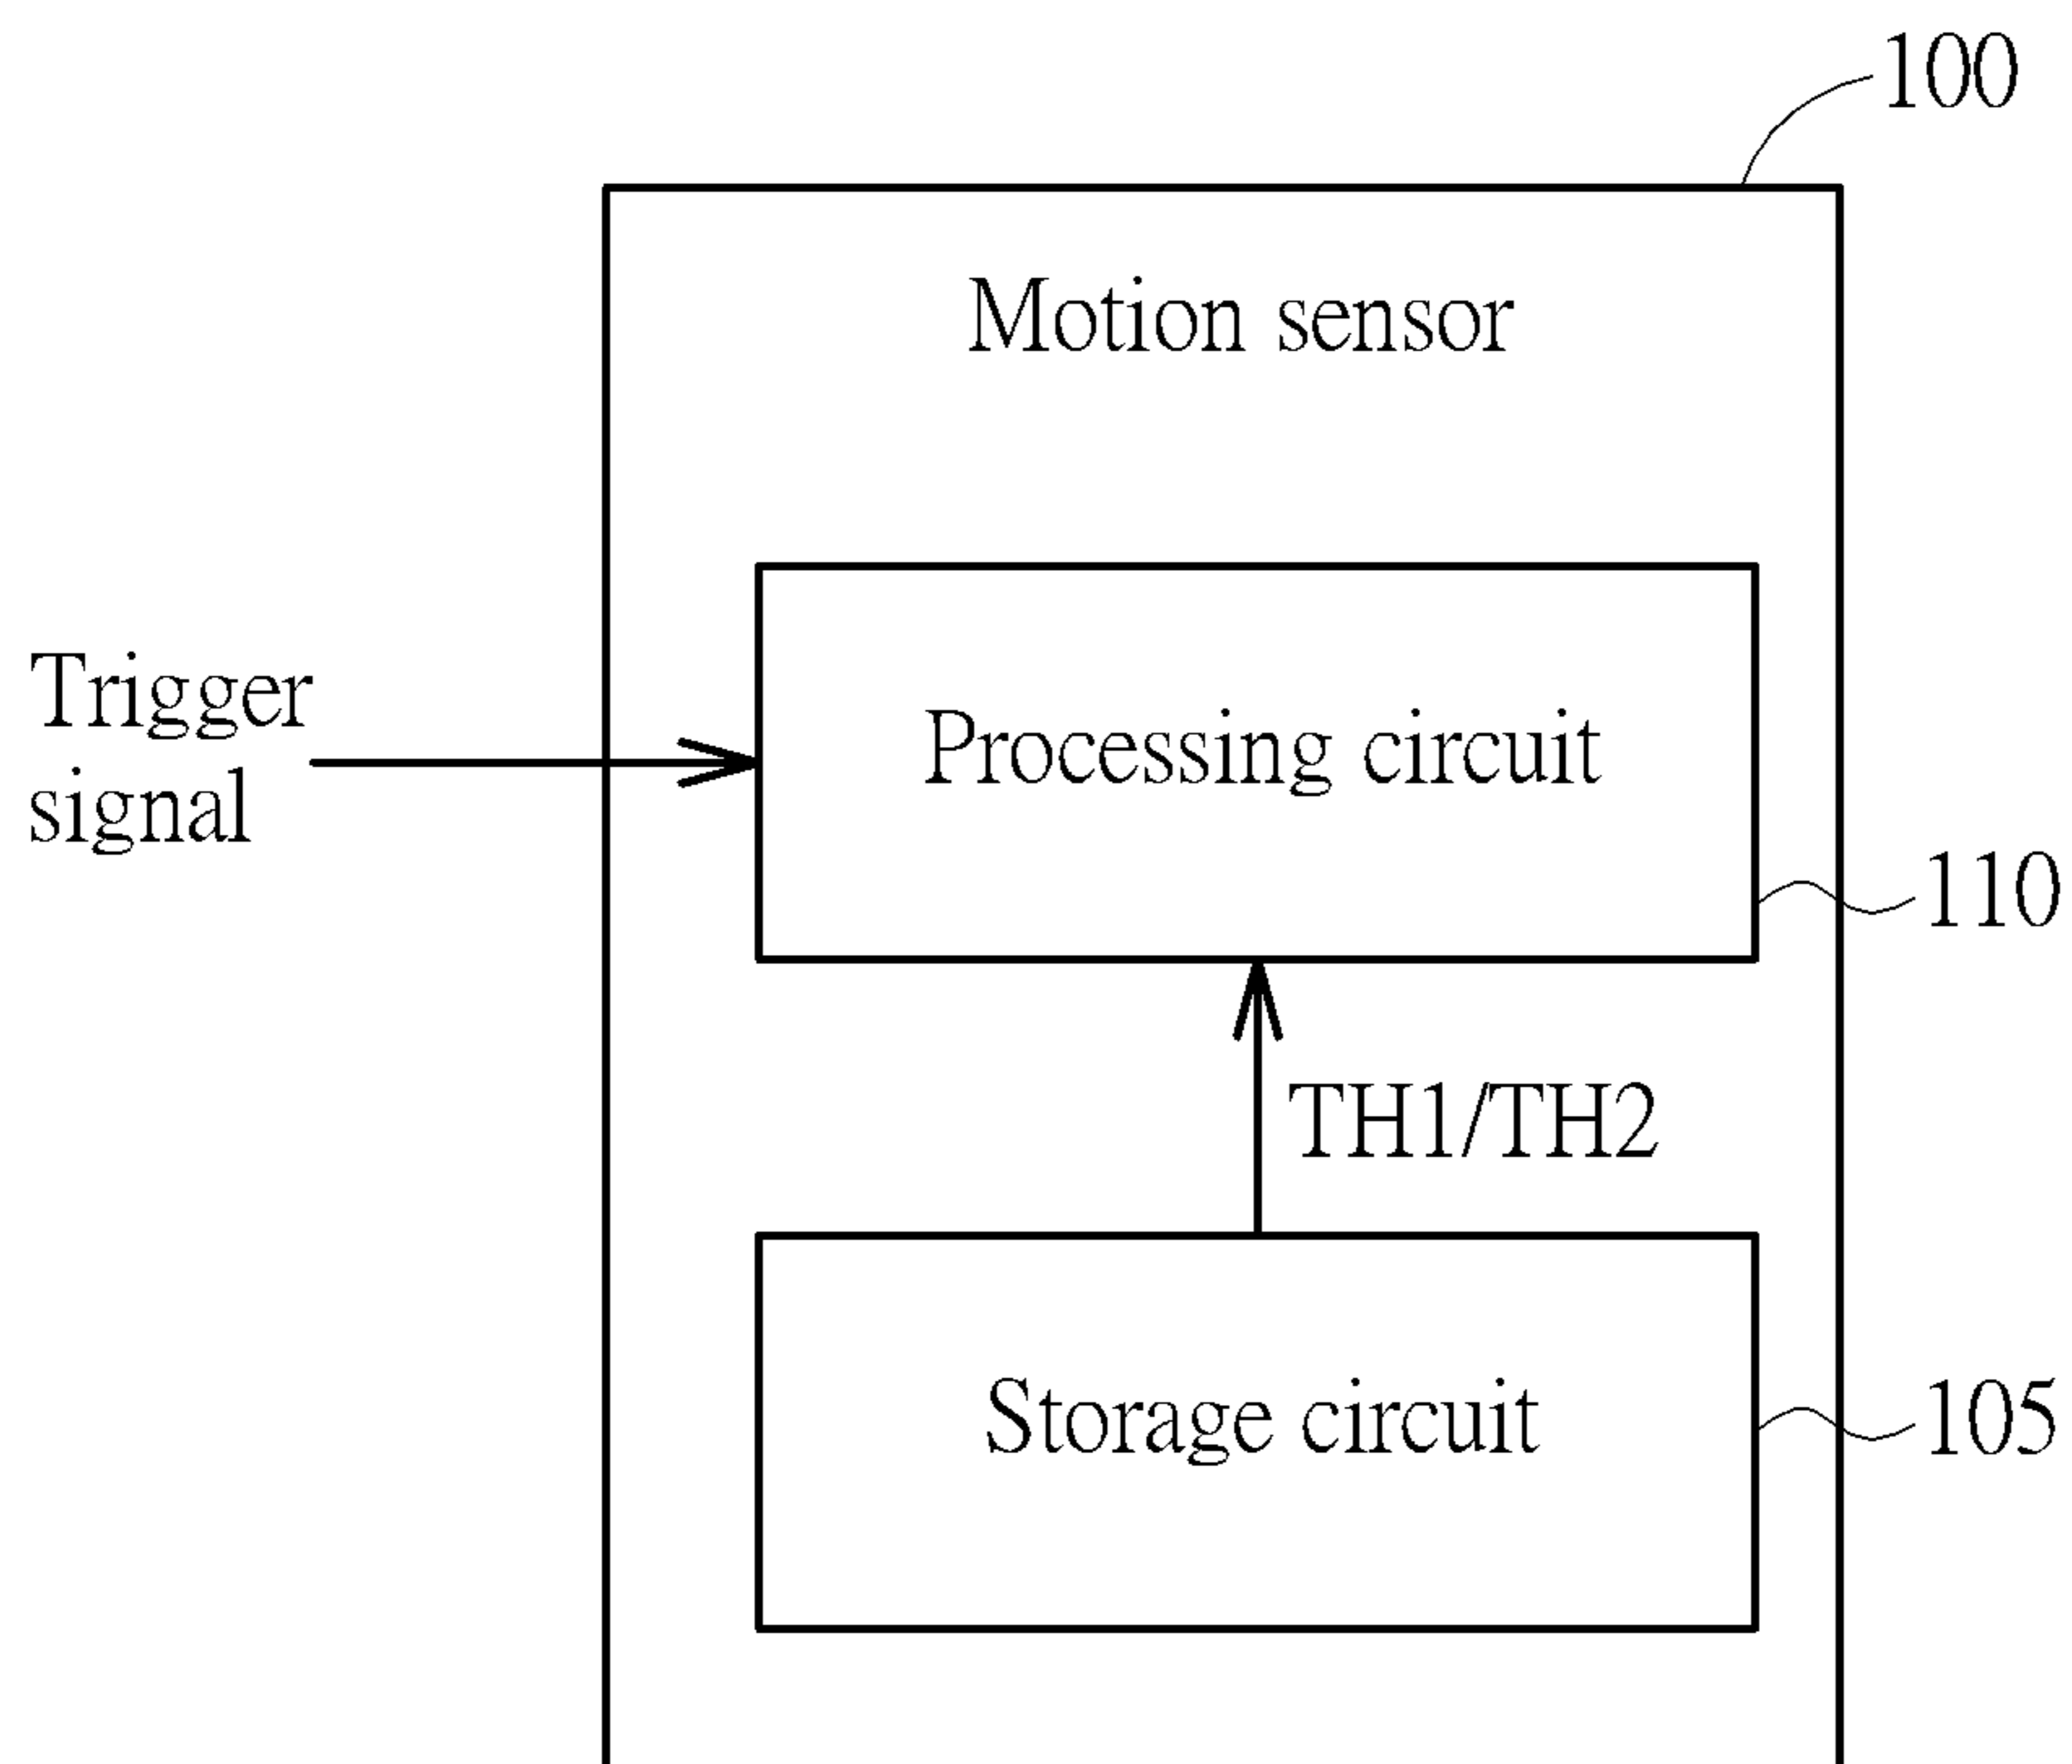 100
Motion sensor
Trigger
signal
Processing circuit
110
TH1/TH2
Storage circuit
105